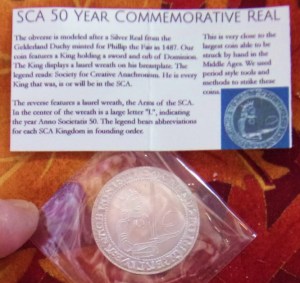 SCA 50 YEAR COMMEMORATIVE REAL
The obverse is modeled after a Silver Real from the
Gelderland Duchy minted for Phillip the Fair in 1487. Our
coin features a King holding a sword and orb of Dominion.
The King displays a laurel wreath on his breastplate. The
legend reads: Society for Creative Anachronism. He is every
King that was, is or will be in the SCA.
The reverse features a laurel wreath, the Arms of the SCA.
In the center of the wreath is a large letter "L", indicating
the year Anno Societatis 50. The legend bears abbreviations
for each SCA Kingdom in founding order.
This is very close to the
largest coin able to be
struck by hand in the
Middle Ages. We used
period style tools and
methods to strike these
coins.